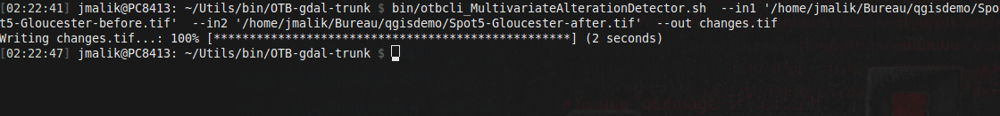 [02:22:41] jmalik@PC8413: ~/Utils/bin/OTB-gdal-trunk $ bin/otbcli_MultivariateAlterationDetector.sh  --in1 '/home/jmalik/Bureau/qgisdemo/Spo
t5-Gloucester-before.tif'  --in2 '/home/jmalik/Bureau/qgisdemo/Spot5-Gloucester-after.tif'  --out changes.tif
Writing changes.tif...: 100% [**************************************************] (2 seconds)
[02:22:47] jmalik@PC8413: ~/Utils/bin/OTB-gdal-trunk $